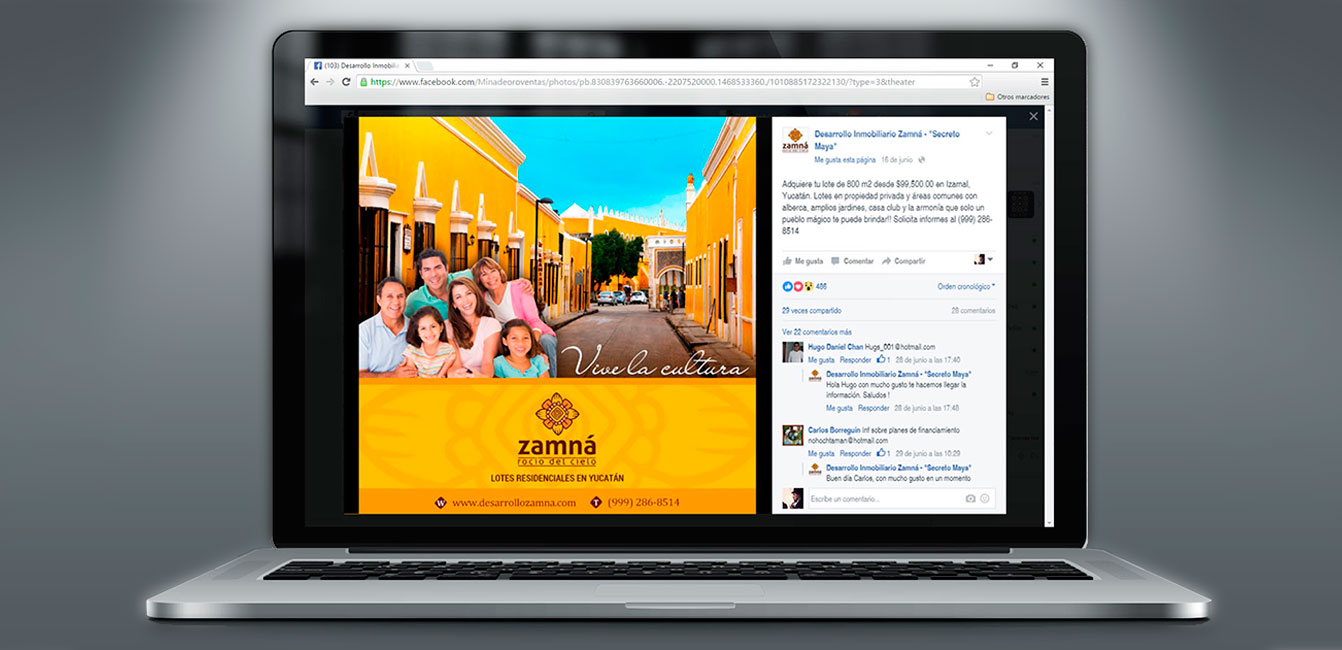 (103) Desarrollo Inmobili
https://www.facebook.com/Minadeoroventas/photos/pb.830839763660006.-2207520000.1468533360./1010885172322130/?type=3&theater
Otros marcadores
Vive la cultura
zamná
rocío del cielo
LOTES RESIDENCIALES EN YUCATÁN
W www.desarrollozamna.com T (999) 286-8514
zamná
Desarrollo Inmobiliario Zamná - "Secreto
Maya"
Me gusta esta página 16 de junio
Adquiere tu lote de 800 m2 desde $99,500.00 en Izamal,
Yucatán. Lotes en propiedad privada y áreas comunes con
alberca, amplios jardines, casa club y la armonía que solo un
pueblo mágico te puede brindar!! Solicita informes al (999) 286-
8514
Me gusta Comentar Compartir
486 Orden cronológico
29 veces compartido 28 comentarios
Ver 22 comentarios más
Hugo Daniel Chan Hugs_001@hotmail.com
Me gusta Responder 1 28 de junio a las 17:40
Desarrollo Inmobiliario Zamná - "Secreto Maya"
Hola Hugo con mucho gusto te hacemos llegar la
información. Saludos !
Me gusta Responder 28 de junio a las 17:48
Carlos Borreguin Inf sobre planes de financiamiento
nohochtaman@hotmail.com
Me gusta Responder 1 29 de junio a las 10:29
Desarrollo Inmobiliario Zamná - "Secreto Maya"
Buen día Carlos, con mucho gusto en un momento
Escribe un comentario...